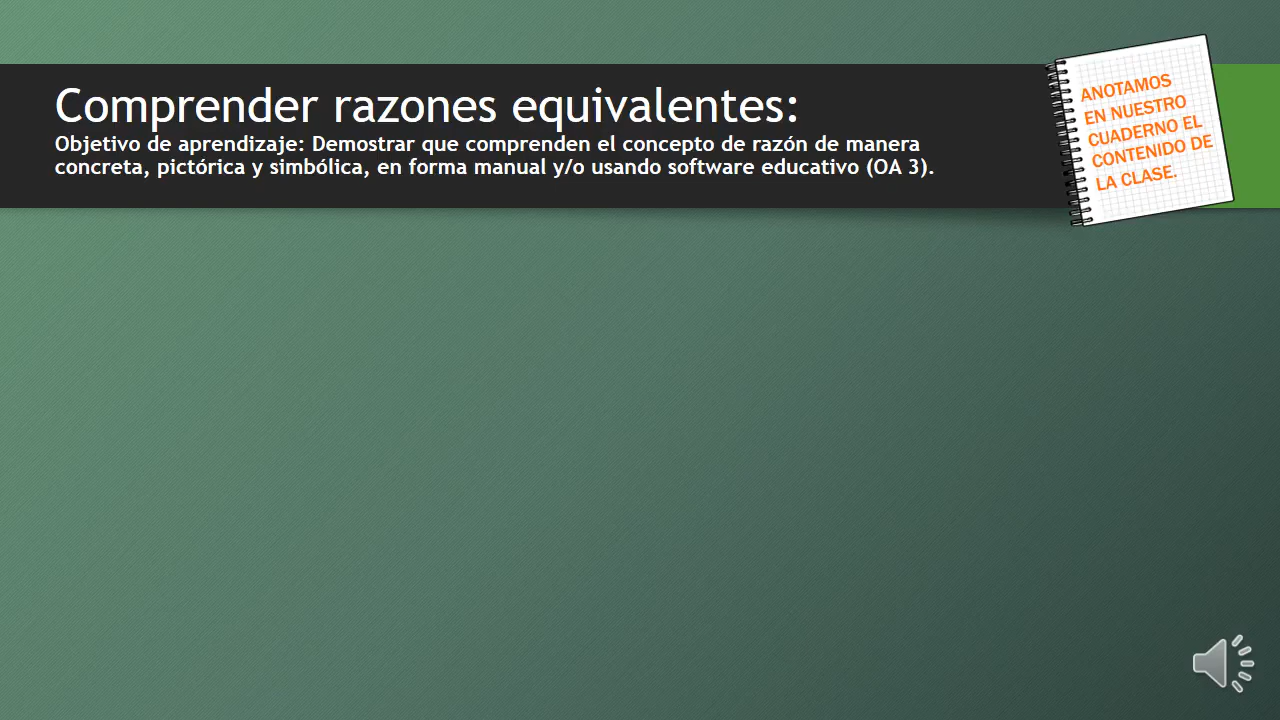 Comprender razones equivalentes:
Objetivo de aprendizaje: Demostrar que comprenden el concepto de razón de manera
concreta, pictórica y simbólica, en forma manual y/o usando software educativo (OA 3).
ANOTAMOS
EN NUESTRO
CUADERNO EL
CONTENIDO DE
LA CLASE.